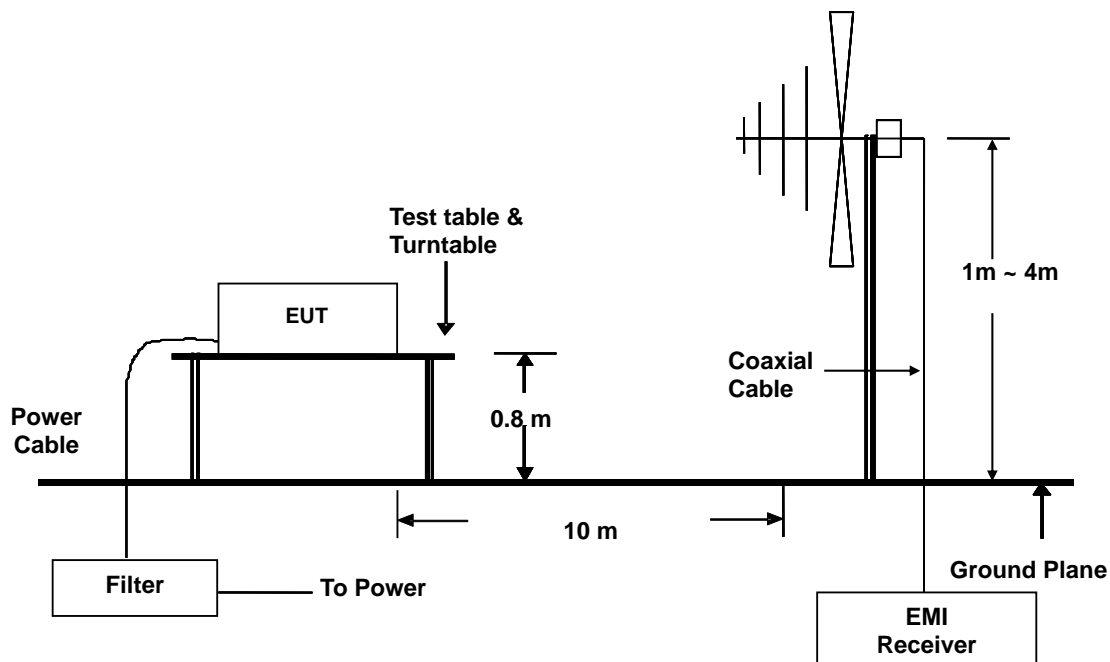 Test table &
Turntable
EUT
1m ~ 4m
Coaxial
Cable
0.8 m
Power
Cable
10 m
Filter
To Power
Ground Plane
EMI
Receiver